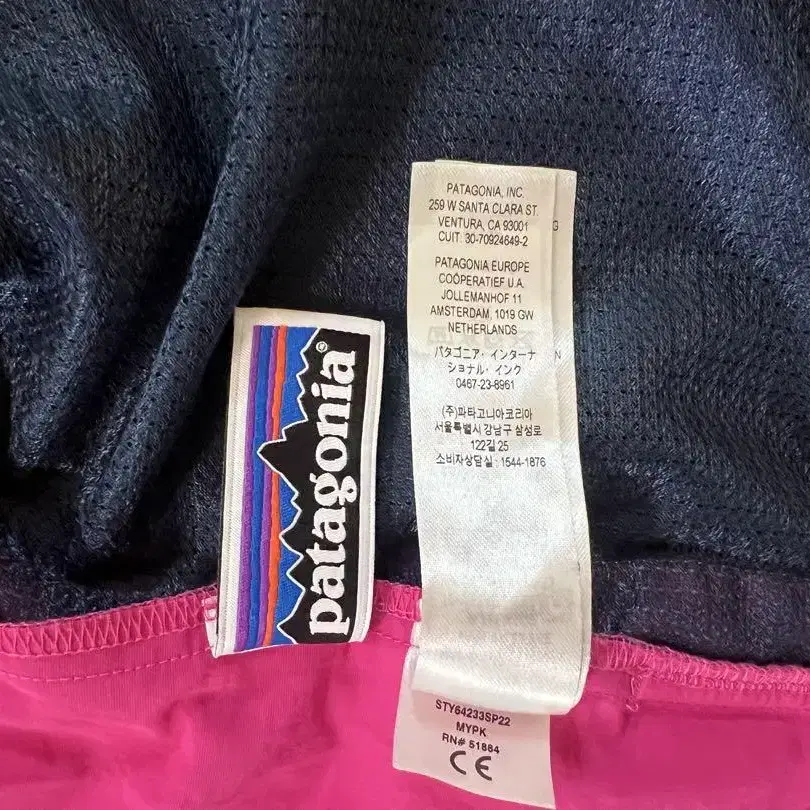 patagonia®
PATAGONIA, INC.
259 W SANTA CLARA ST.
VENTURA, CA 93001
CUIT: 30-70924649-2
PATAGONIA EUROPE
COÖPERATIEF U.A.
JOLLEMANHOF 11
AMSTERDAM, 1019 GW
NETHERLANDS
パタゴニア・インターナ
ショナル・インク
0467-23-8961
(주)파타고니아코리아
서울특별시 강남구 삼성로
122길 25
소비자상담실 : 1544-1876
STY64233SP22
MYPK
RN# 51884
CE